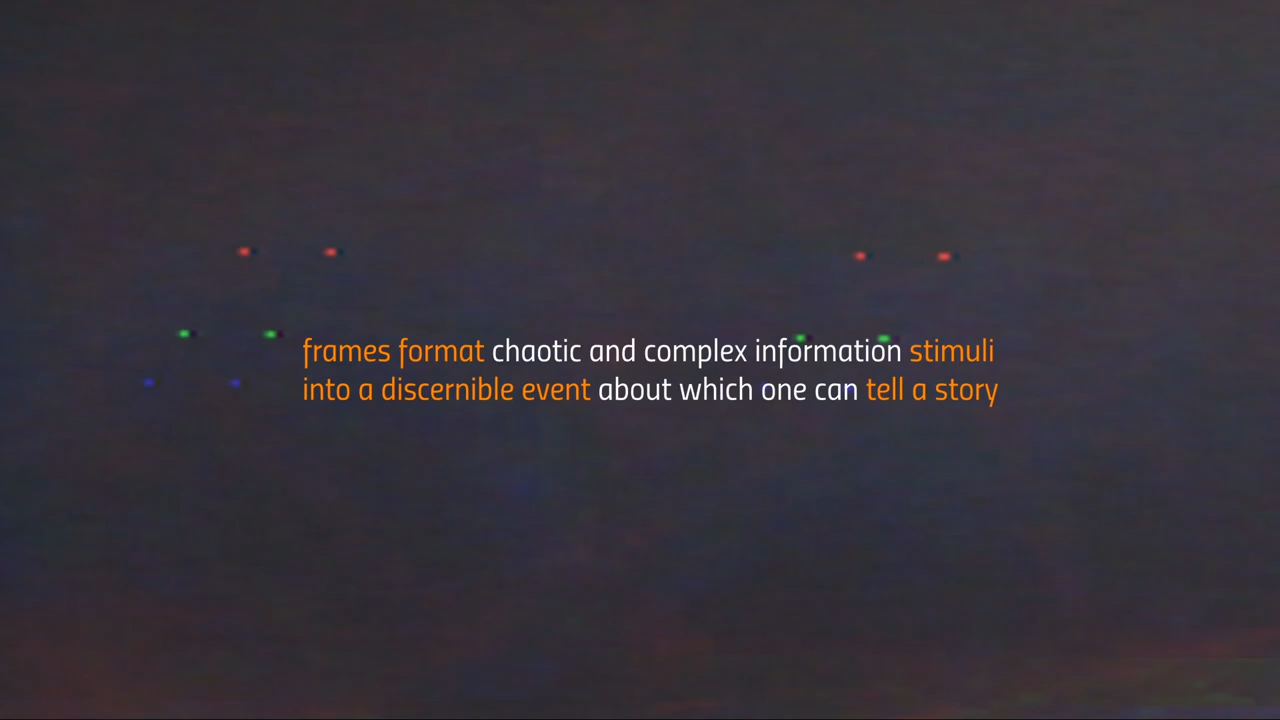 frames format chaotic and complex information stimuli
into a discernible event about which one can tell a story